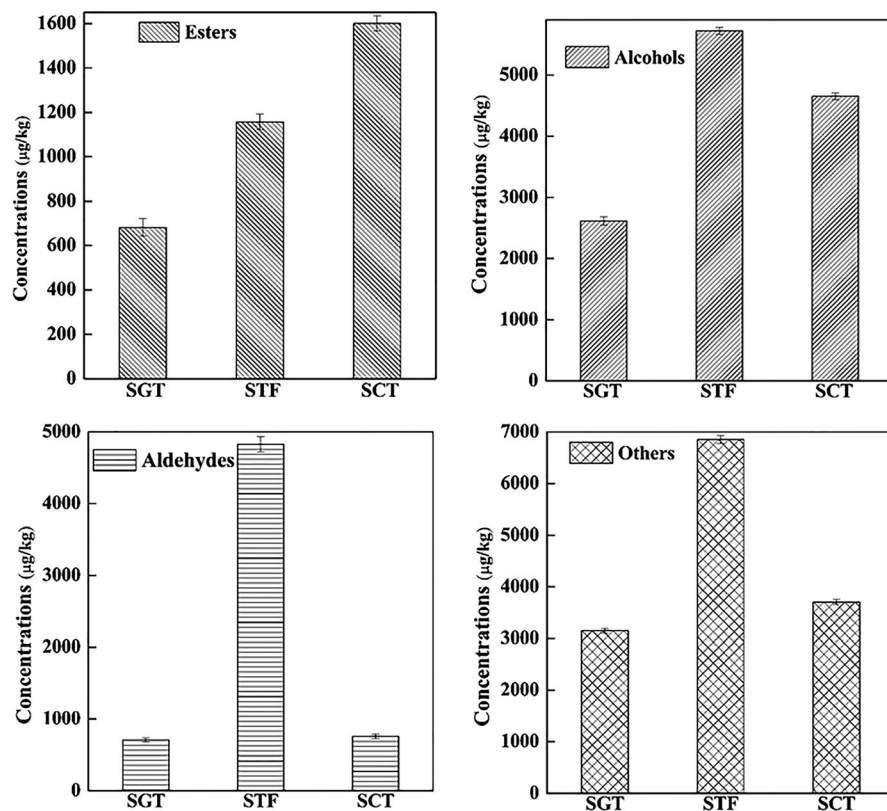 Esters
Concentrations (μg/kg)
1600
1400
1200
1000
800
600
400
200
0
SGT STF SCT
Alcohols
Concentrations (μg/kg)
5000
4000
3000
2000
1000
0
SGT STF SCT
Aldehydes
Concentrations (μg/kg)
5000
4000
3000
2000
1000
0
SGT STF SCT
Others
Concentrations (μg/kg)
7000
6000
5000
4000
3000
2000
1000
0
SGT STF SCT